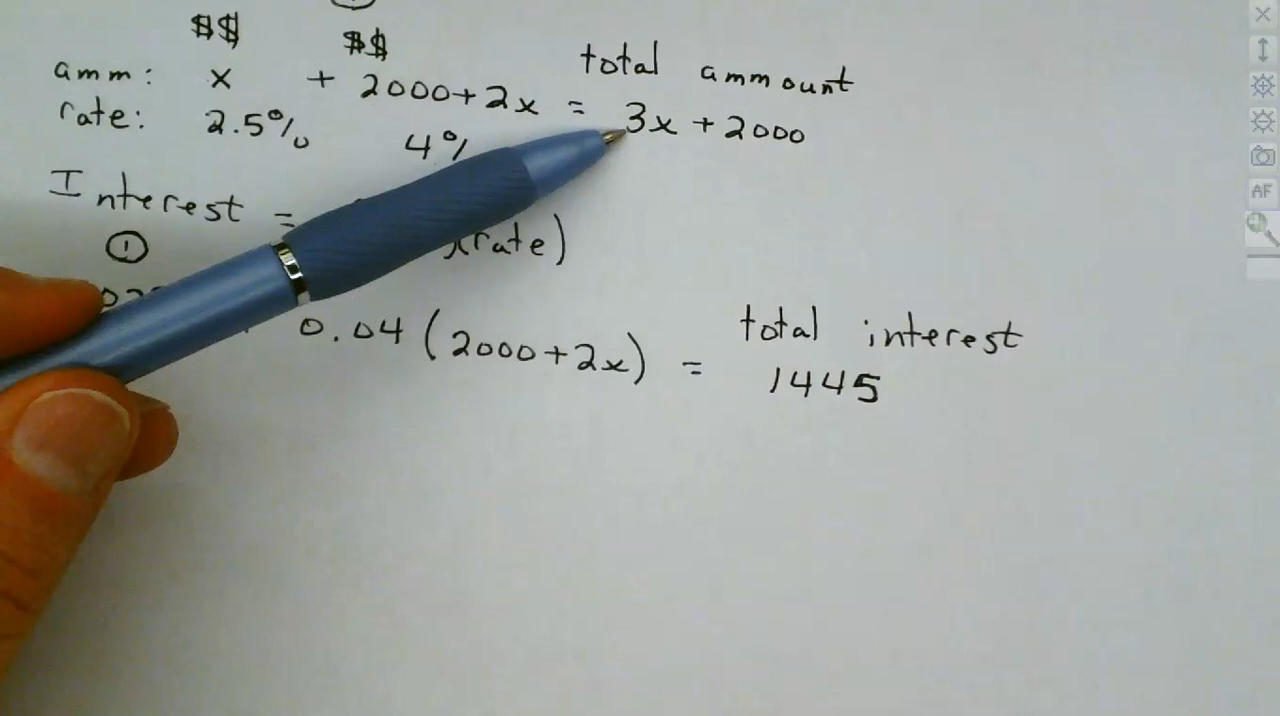 $$ $$
amm: x + 2000+2x = total ammount
rate: 2.5% 4% 3x + 2000
Interest =
① rate)
0.04 (2000+2x) = total interest
1445
AF